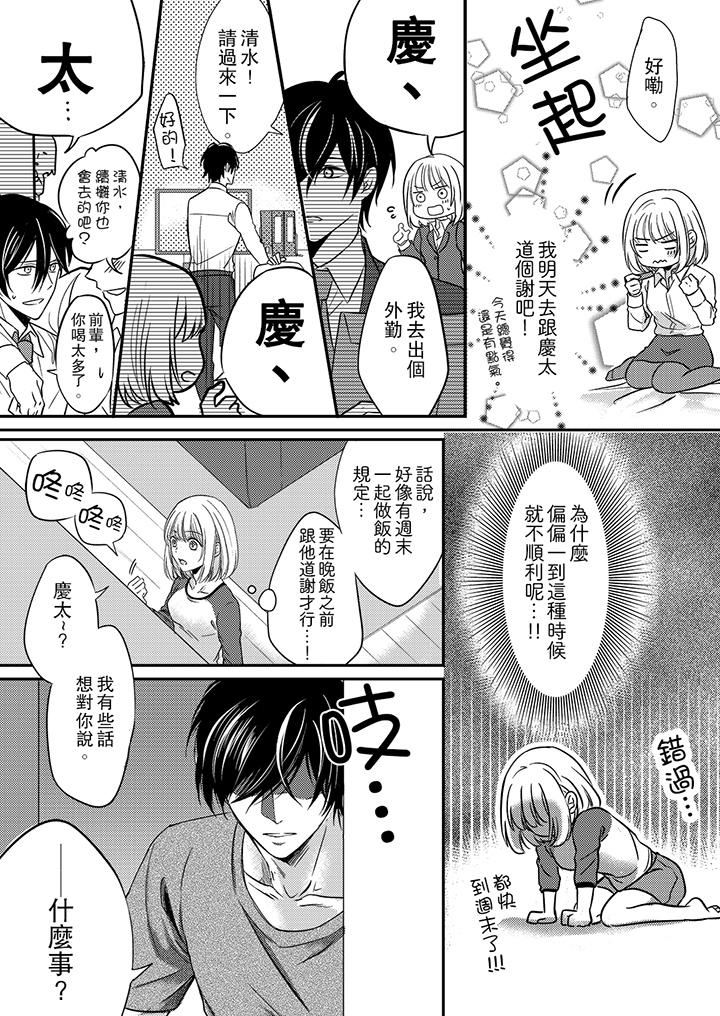 好嘞。
坐起
我明天去跟慶太
道個謝吧！
今天總覺得
還是有點氣。
慶、
我去出個
外勤。
清水！
請過來一下。
好的！
慶、
太…
清水，
續攤你也
會去的吧？
前輩，
你喝太多了。
為什麼
偏偏一到這種時候
就不順利呢…!!
錯過…
都快
到週末了!!!
話說，
好像有週末
一起做飯的
規定…
要在晚飯之前
跟他道謝才行…！
咚咚
咚咚
慶太~？
我有些話
想對你說。
吱…
——什麼事？